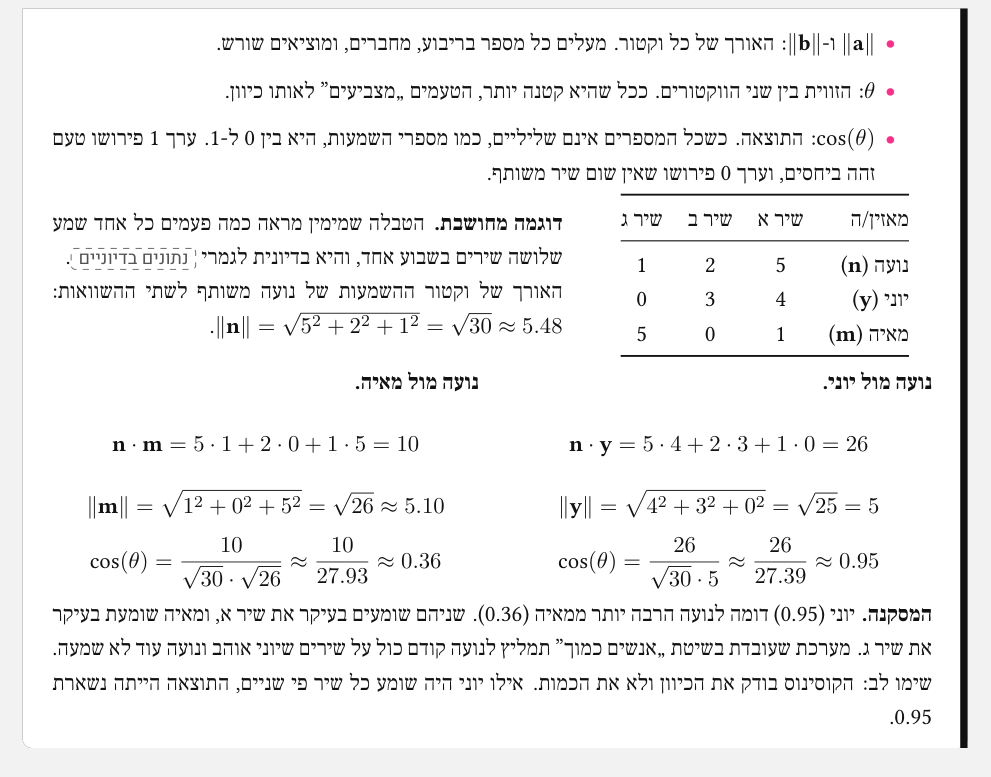 • ‖a‖ ו-‖b‖: האורך של כל וקטור. מעלים כל מספר בריבוע, מחברים, ומוציאים שורש.
• θ: הזווית בין שני הווקטורים. ככל שהיא קטנה יותר, הטעמים „מצביעים” לאותו כיוון.
• cos(θ): התוצאה. כשכל המספרים אינם שליליים, כמו מספרי השמעות, היא בין 0 ל-1. ערך 1 פירושו טעם
זהה ביחסים, וערך 0 פירושו שאין שום שיר משותף.
מאזין/ה שיר א שיר ב שיר ג
נועה (n) 5 2 1
יוני (y) 4 3 0
מאיה (m) 1 0 5
דוגמה מחושבת. הטבלה שמימין מראה כמה פעמים כל אחד שמע
שלושה שירים בשבוע אחד, והיא בדיונית לגמרי נתונים בדיוניים.
האורך של וקטור ההשמעות של נועה משותף לשתי ההשוואות:
‖n‖ = √(5² + 2² + 1²) = √30 ≈ 5.48.
נועה מול יוני.
n · y = 5 · 4 + 2 · 3 + 1 · 0 = 26
‖y‖ = √(4² + 3² + 0²) = √25 = 5
cos(θ) = 26/(√30 · 5) ≈ 26/27.39 ≈ 0.95
נועה מול מאיה.
n · m = 5 · 1 + 2 · 0 + 1 · 5 = 10
‖m‖ = √(1² + 0² + 5²) = √26 ≈ 5.10
cos(θ) = 10/(√30 · √26) ≈ 10/27.93 ≈ 0.36
המסקנה. יוני (0.95) דומה לנועה הרבה יותר ממאיה (0.36). שניהם שומעים בעיקר את שיר א, ומאיה שומעת בעיקר
את שיר ג. מערכת שעובדת בשיטת „אנשים כמוך” תמליץ לנועה קודם כול על שירים שיוני אוהב ונועה עוד לא שמעה.
שימו לב: הקוסינוס בודק את הכיוון ולא את הכמות. אילו יוני היה שומע כל שיר פי שניים, התוצאה הייתה נשארת
0.95.